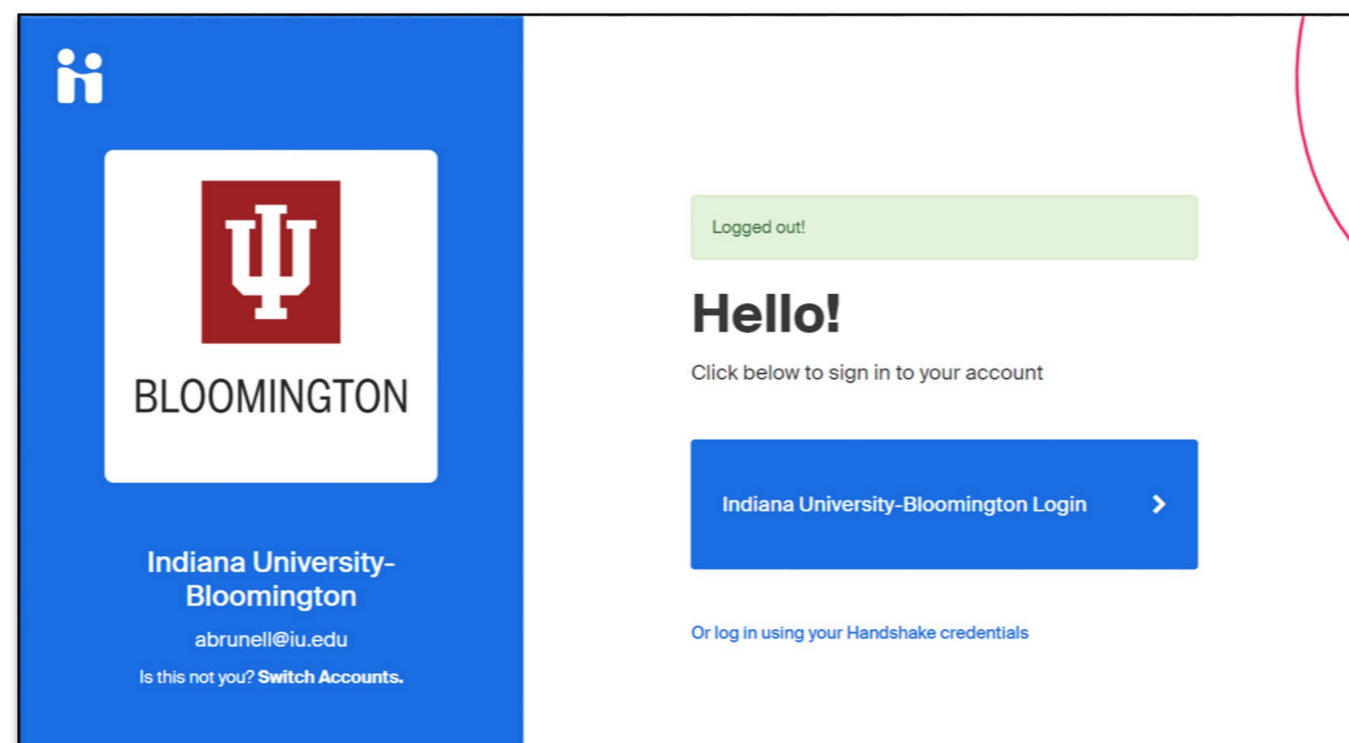 BLOOMINGTON
Indiana University-
Bloomington
abrunell@iu.edu
Is this not you? Switch Accounts.
Logged out!
Hello!
Click below to sign in to your account
Indiana University-Bloomington Login
Or log in using your Handshake credentials